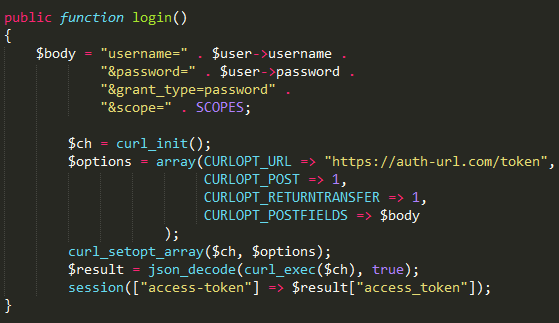 public function login()
{
    $body = "username=" . $user->username .
            "&password=" . $user->password .
            "&grant_type=password" .
            "&scope=" . SCOPES;

        $ch = curl_init();
        $options = array(CURLOPT_URL => "https://auth-url.com/token",
                         CURLOPT_POST => 1,
                         CURLOPT_RETURNTRANSFER => 1,
                         CURLOPT_POSTFIELDS => $body
                    );
        curl_setopt_array($ch, $options);
        $result = json_decode(curl_exec($ch), true);
        session(["access-token"] => $result["access_token"]);
}